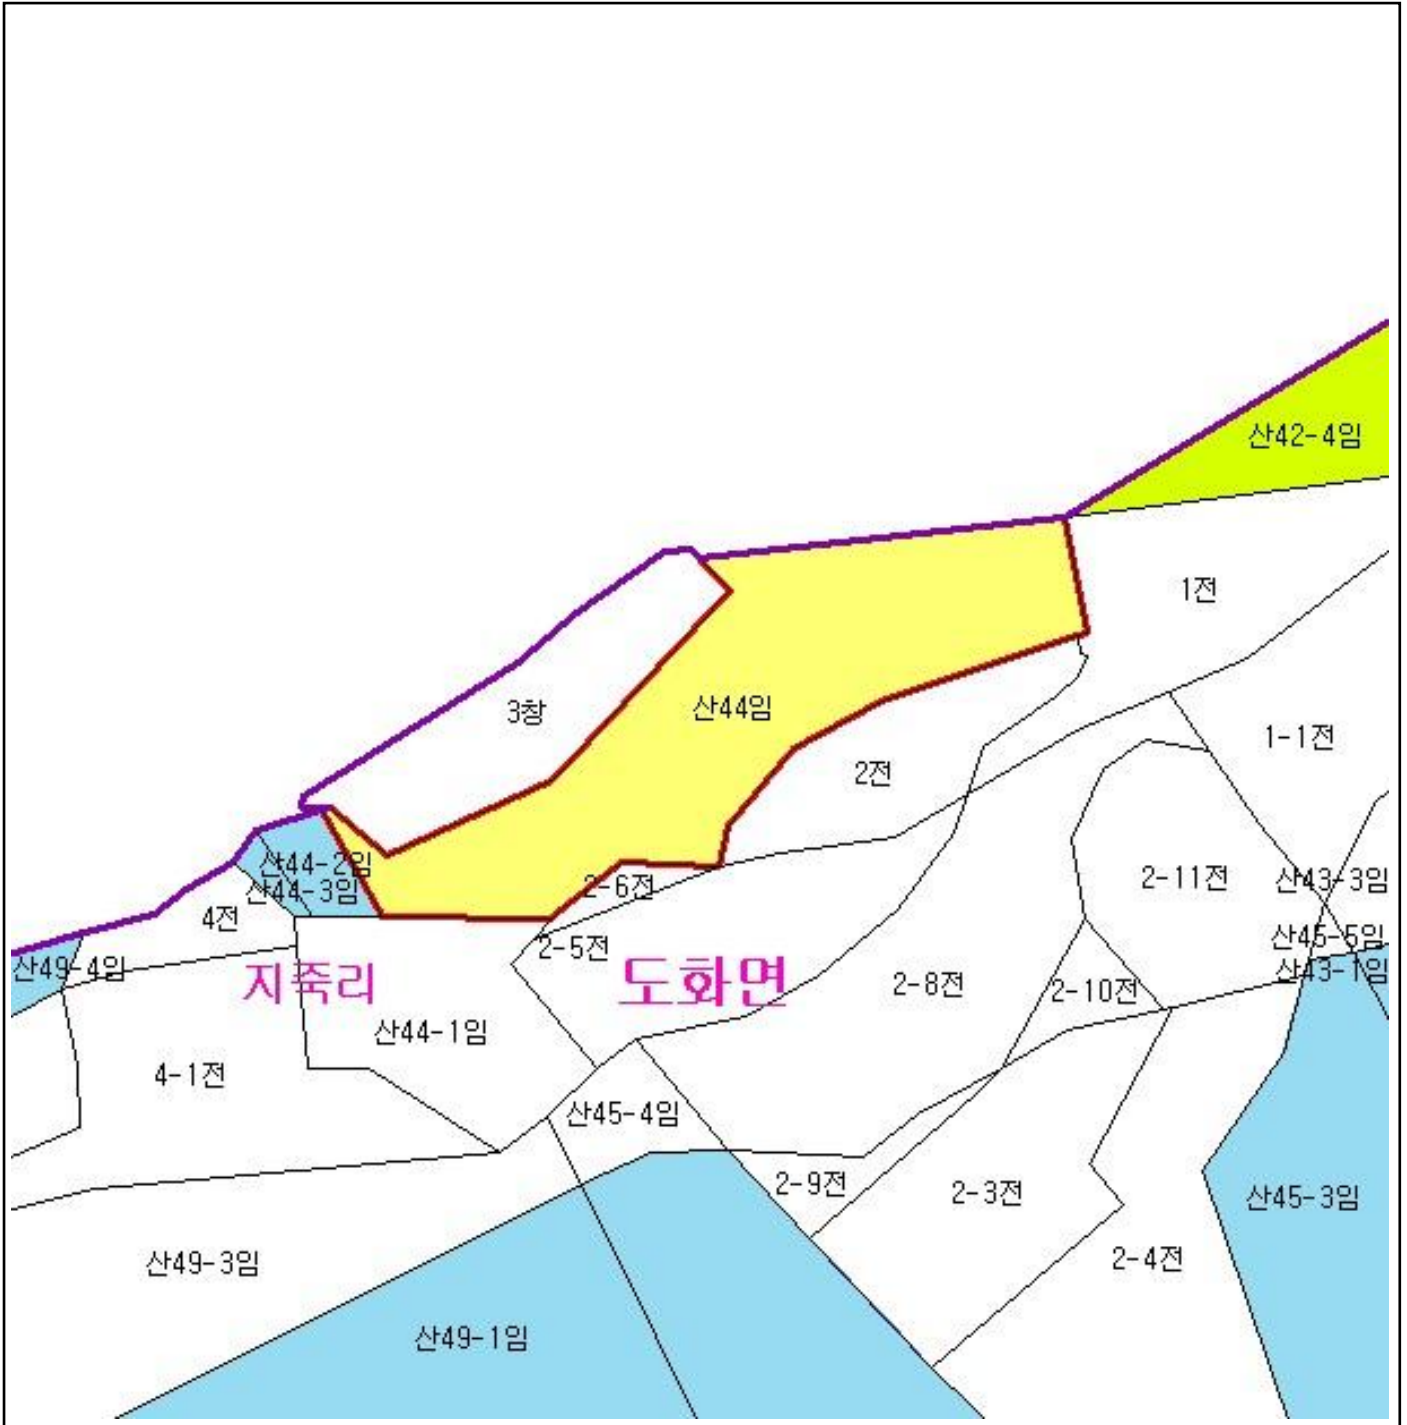 산42-4임
1전
산44임
3창
1-1전
2전
산44-2임
2-11전
산43-3임
2-6전
산44-3임
4전
산45-5임
2-5전
산49-4임
산43-1임
지죽리
도화면
2-8전
2-10전
산44-1임
4-1전
산45-4임
2-9전
2-3전
산45-3임
2-4전
산49-3임
산49-1임